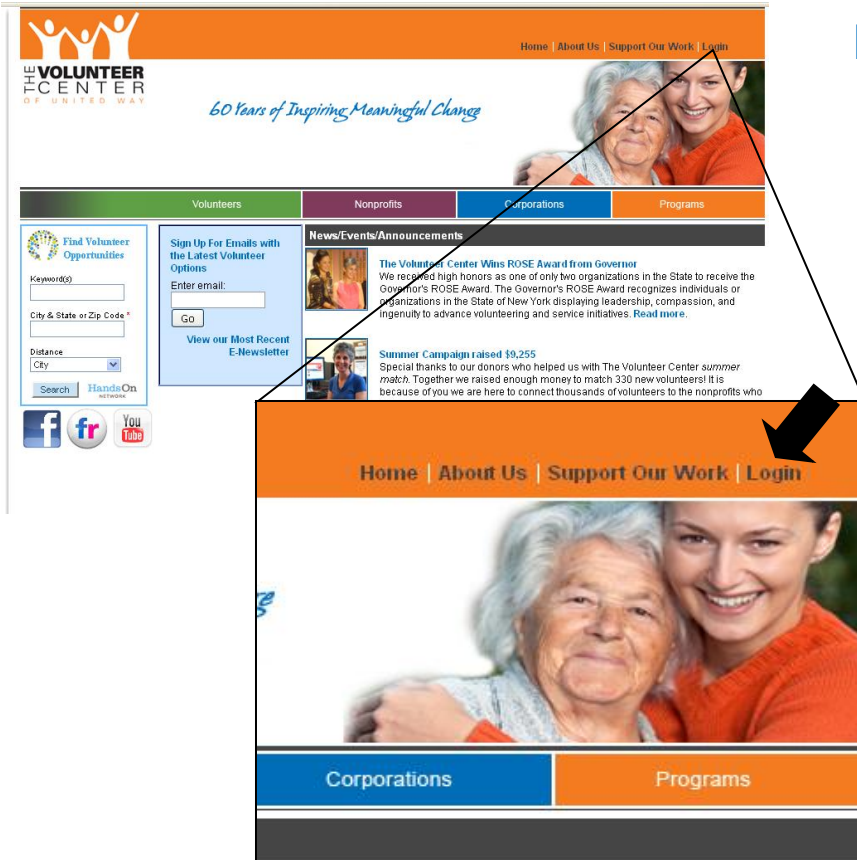 Home | About Us | Support Our Work | Login
THE VOLUNTEER
CENTER
OF UNITED WAY
60 Years of Inspiring Meaningful Change
Volunteers
Nonprofits
Corporations
Programs
Find Volunteer
Opportunities
Keyword(s)
City & State or Zip Code *
Distance
City
Search
HandsOn
NETWORK
f
fr
You
Tube
Sign Up For Emails with
the Latest Volunteer
Options
Enter email:
Go
View our Most Recent
E-Newsletter
News/Events/Announcements
The Volunteer Center Wins ROSE Award from Governor
We received high honors as one of only two organizations in the State to receive the
Governor's ROSE Award. The Governor's ROSE Award recognizes individuals or
organizations in the State of New York displaying leadership, compassion, and
ingenuity to advance volunteering and service initiatives. Read more.
Summer Campaign raised $9,255
Special thanks to our donors who helped us with The Volunteer Center summer
match. Together we raised enough money to match 330 new volunteers! It is
because of you we are here to connect thousands of volunteers to the nonprofits who
Home | About Us | Support Our Work | Login
Corporations
Programs